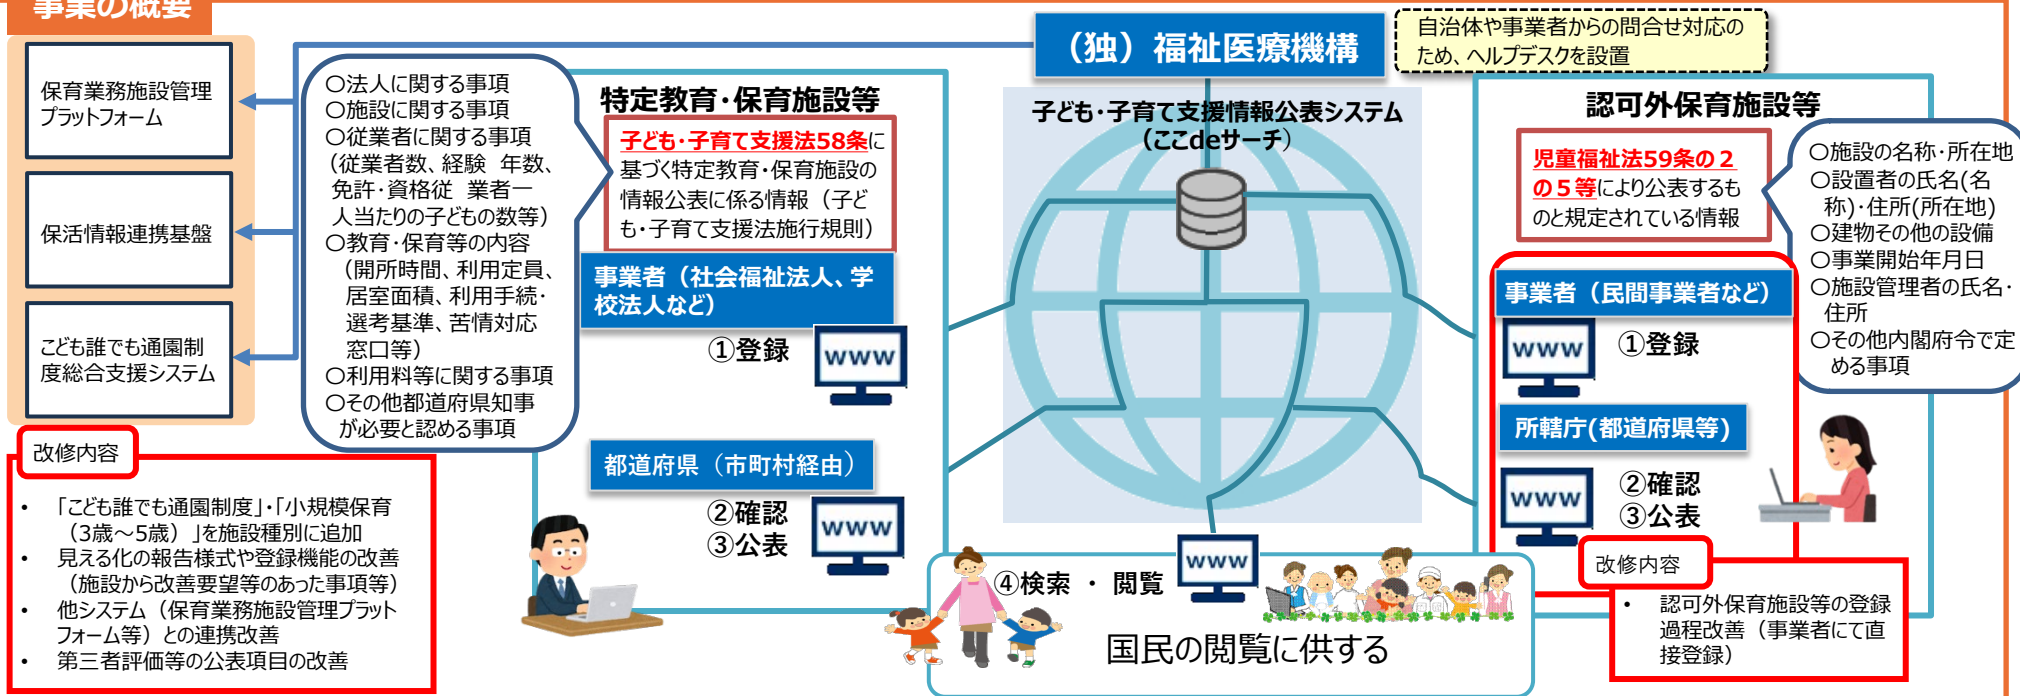 事業の概要
保育業務施設管理
プラットフォーム
保活情報連携基盤
こども誰でも通園制
度総合支援システム
〇法人に関する事項
〇施設に関する事項
〇従業者に関する事項
(従業者数、経験 年数、
免許・資格従 業者一
人当たりの子どもの数等)
〇教育・保育等の内容
(開所時間、利用定員、
居室面積、利用手続・
選考基準、苦情対応
窓口等)
〇利用料等に関する事項
〇その他都道府県知事
が必要と認める事項
改修内容
• 「こども誰でも通園制度」・「小規模保育
(3歳～5歳) 」を施設種別に追加
• 見える化の報告様式や登録機能の改善
(施設から改善要望等のあった事項等)
• 他システム (保育業務施設管理プラット
フォーム等) との連携改善
• 第三者評価等の公表項目の改善
(独) 福祉医療機構
自治体や事業者からの問合せ対応の
ため、ヘルプデスクを設置
特定教育・保育施設等
子ども・子育て支援法58条に
基づく特定教育・保育施設の
情報公表に係る情報 (子ど
も・子育て支援法施行規則)
事業者 (社会福祉法人、学
校法人など)
①登録
www
都道府県 (市町村経由)
②確認
③公表
www
子ども・子育て支援情報公表システム
(ここdeサーチ)
④検索 ・ 閲覧
www
国民の閲覧に供する
認可外保育施設等
児童福祉法59条の2
の5等により公表するも
のと規定されている情報
〇施設の名称・所在地
〇設置者の氏名(名
称)・住所(所在地)
〇建物その他の設備
〇事業開始年月日
〇施設管理者の氏名・
住所
〇その他内閣府令で定
める事項
事業者 (民間事業者など)
www
①登録
所轄庁(都道府県等)
www
②確認
③公表
改修内容
• 認可外保育施設等の登録
過程改善 (事業者にて直
接登録)